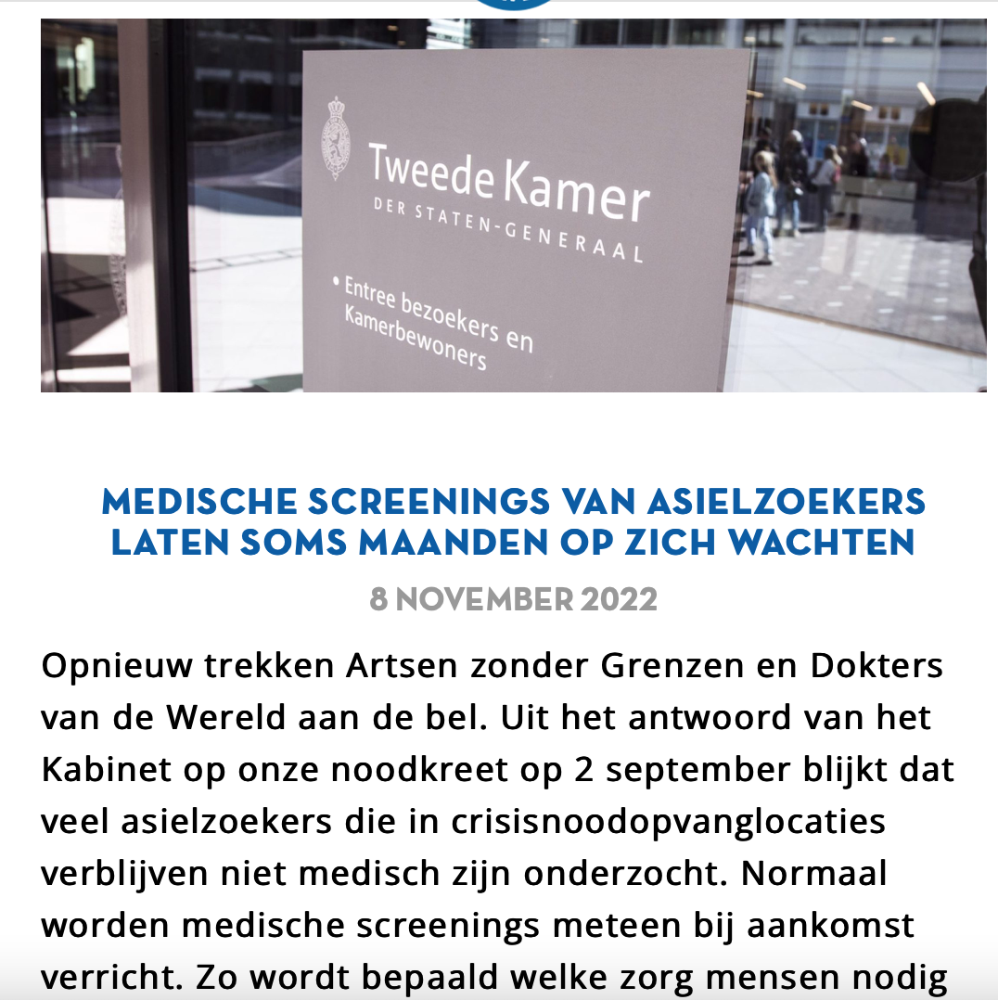 Tweede Kamer
DER STATEN-GENERAAL
• Entree bezoekers en
Kamerbewoners
MEDISCHE SCREENINGS VAN ASIELZOEKERS
LATEN SOMS MAANDEN OP ZICH WACHTEN
8 NOVEMBER 2022
Opnieuw trekken Artsen zonder Grenzen en Dokters
van de Wereld aan de bel. Uit het antwoord van het
Kabinet op onze noodkreet op 2 september blijkt dat
veel asielzoekers die in crisisnoodopvanglocaties
verblijven niet medisch zijn onderzocht. Normaal
worden medische screenings meteen bij aankomst
verricht. Zo wordt bepaald welke zorg mensen nodig